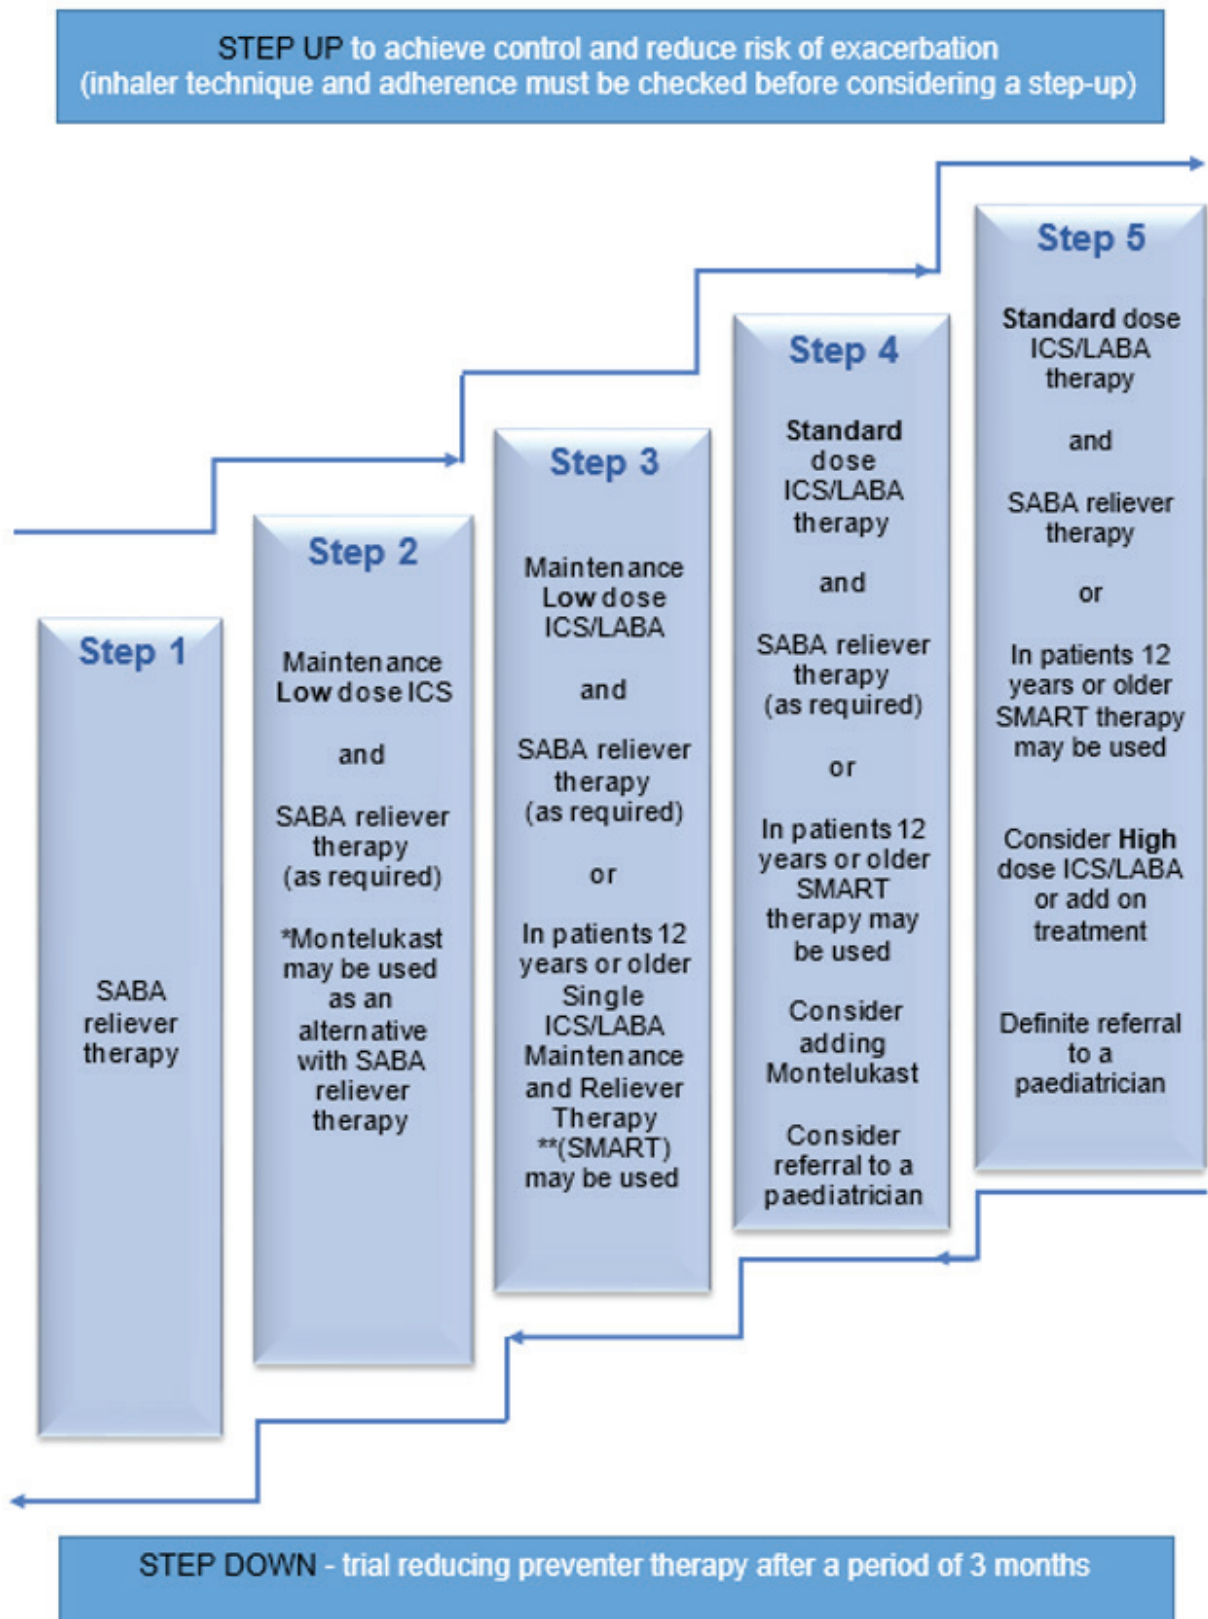 STEP UP to achieve control and reduce risk of exacerbation
(inhaler technique and adherence must be checked before considering a step-up)
Step 1
SABA
reliever
therapy
Step 2
Maintenance
Low dose ICS
and
SABA reliever
therapy
(as required)
*Montelukast
may be used
as an
alternative
with SABA
reliever
therapy
Step 3
Maintenance
Low dose
ICS/LABA
and
SABA reliever
therapy
(as required)
or
In patients 12
years or older
Single
ICS/LABA
Maintenance
and Reliever
Therapy
**(SMART)
may be used
Step 4
Standard
dose
ICS/LABA
therapy
and
SABA reliever
therapy
(as required)
or
In patients 12
years or older
SMART
therapy may
be used
Consider
adding
Montelukast
Consider
referral to a
paediatrician
Step 5
Standard dose
ICS/LABA
therapy
and
SABA reliever
therapy
or
In patients 12
years or older
SMART therapy
may be used
Consider High
dose ICS/LABA
or add on
treatment
Definite referral
to a
paediatrician
STEP DOWN - trial reducing preventer therapy after a period of 3 months